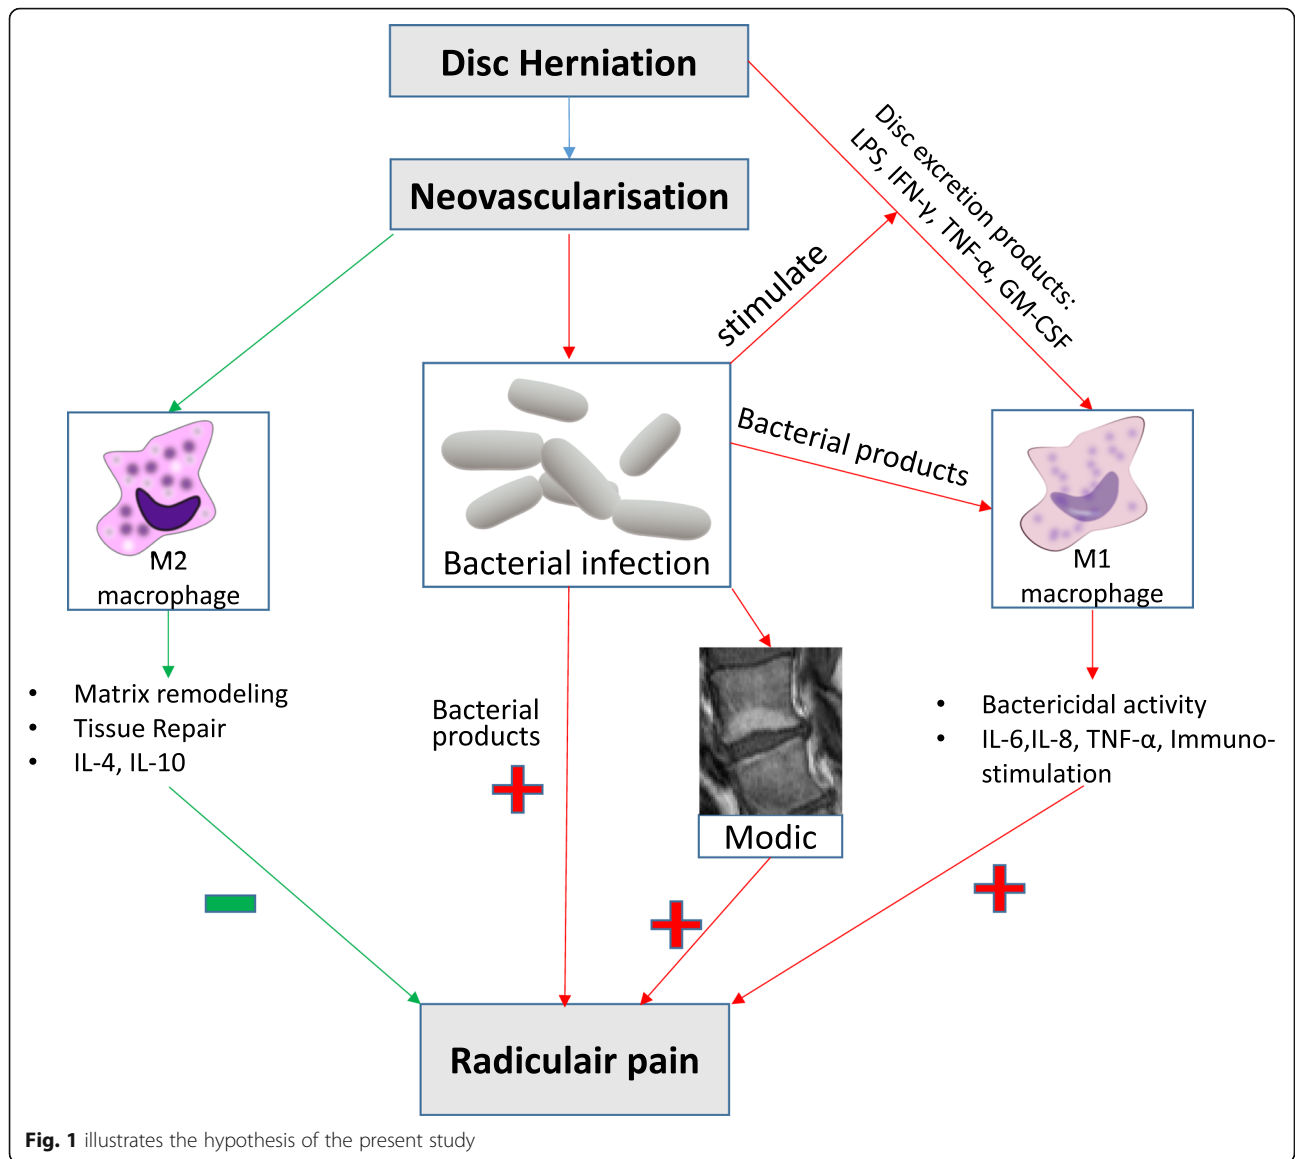 Disc Herniation
Disc excretion products:
LPS, IFN-γ, TNF-α, GM-CSF
Neovascularisation
stimulate
Bacterial products
M2
macrophage
Bacterial infection
M1
macrophage
• Matrix remodeling
• Tissue Repair
• IL-4, IL-10
Bacterial
products
• Bactericidal activity
• IL-6,IL-8, TNF-α, Immuno-
stimulation
Modic
Radiculair pain
Fig. 1 illustrates the hypothesis of the present study